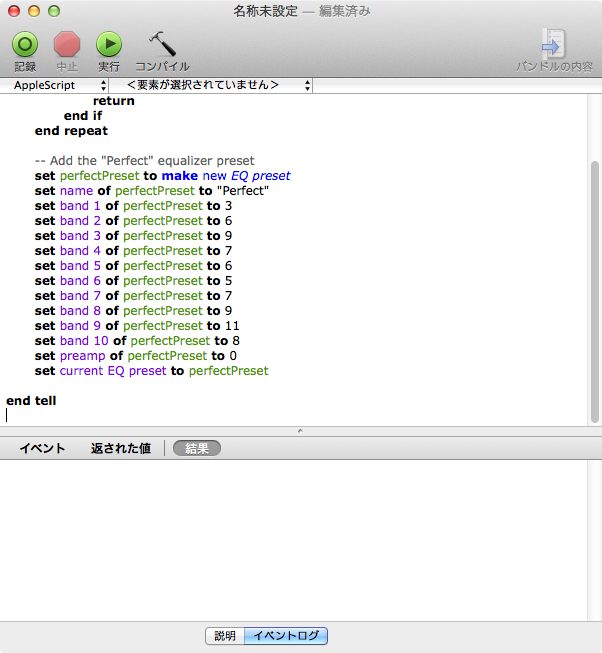 名称未設定 — 編集済み
記録 中止 実行 コンパイル バンドルの内容
AppleScript <要素が選択されていません>
return
end if
end repeat
-- Add the "Perfect" equalizer preset
set perfectPreset to make new EQ preset
set name of perfectPreset to "Perfect"
set band 1 of perfectPreset to 3
set band 2 of perfectPreset to 6
set band 3 of perfectPreset to 9
set band 4 of perfectPreset to 7
set band 5 of perfectPreset to 6
set band 6 of perfectPreset to 5
set band 7 of perfectPreset to 7
set band 8 of perfectPreset to 9
set band 9 of perfectPreset to 11
set band 10 of perfectPreset to 8
set preamp of perfectPreset to 0
set current EQ preset to perfectPreset
end tell
イベント 返された値 結果
説明 イベントログ